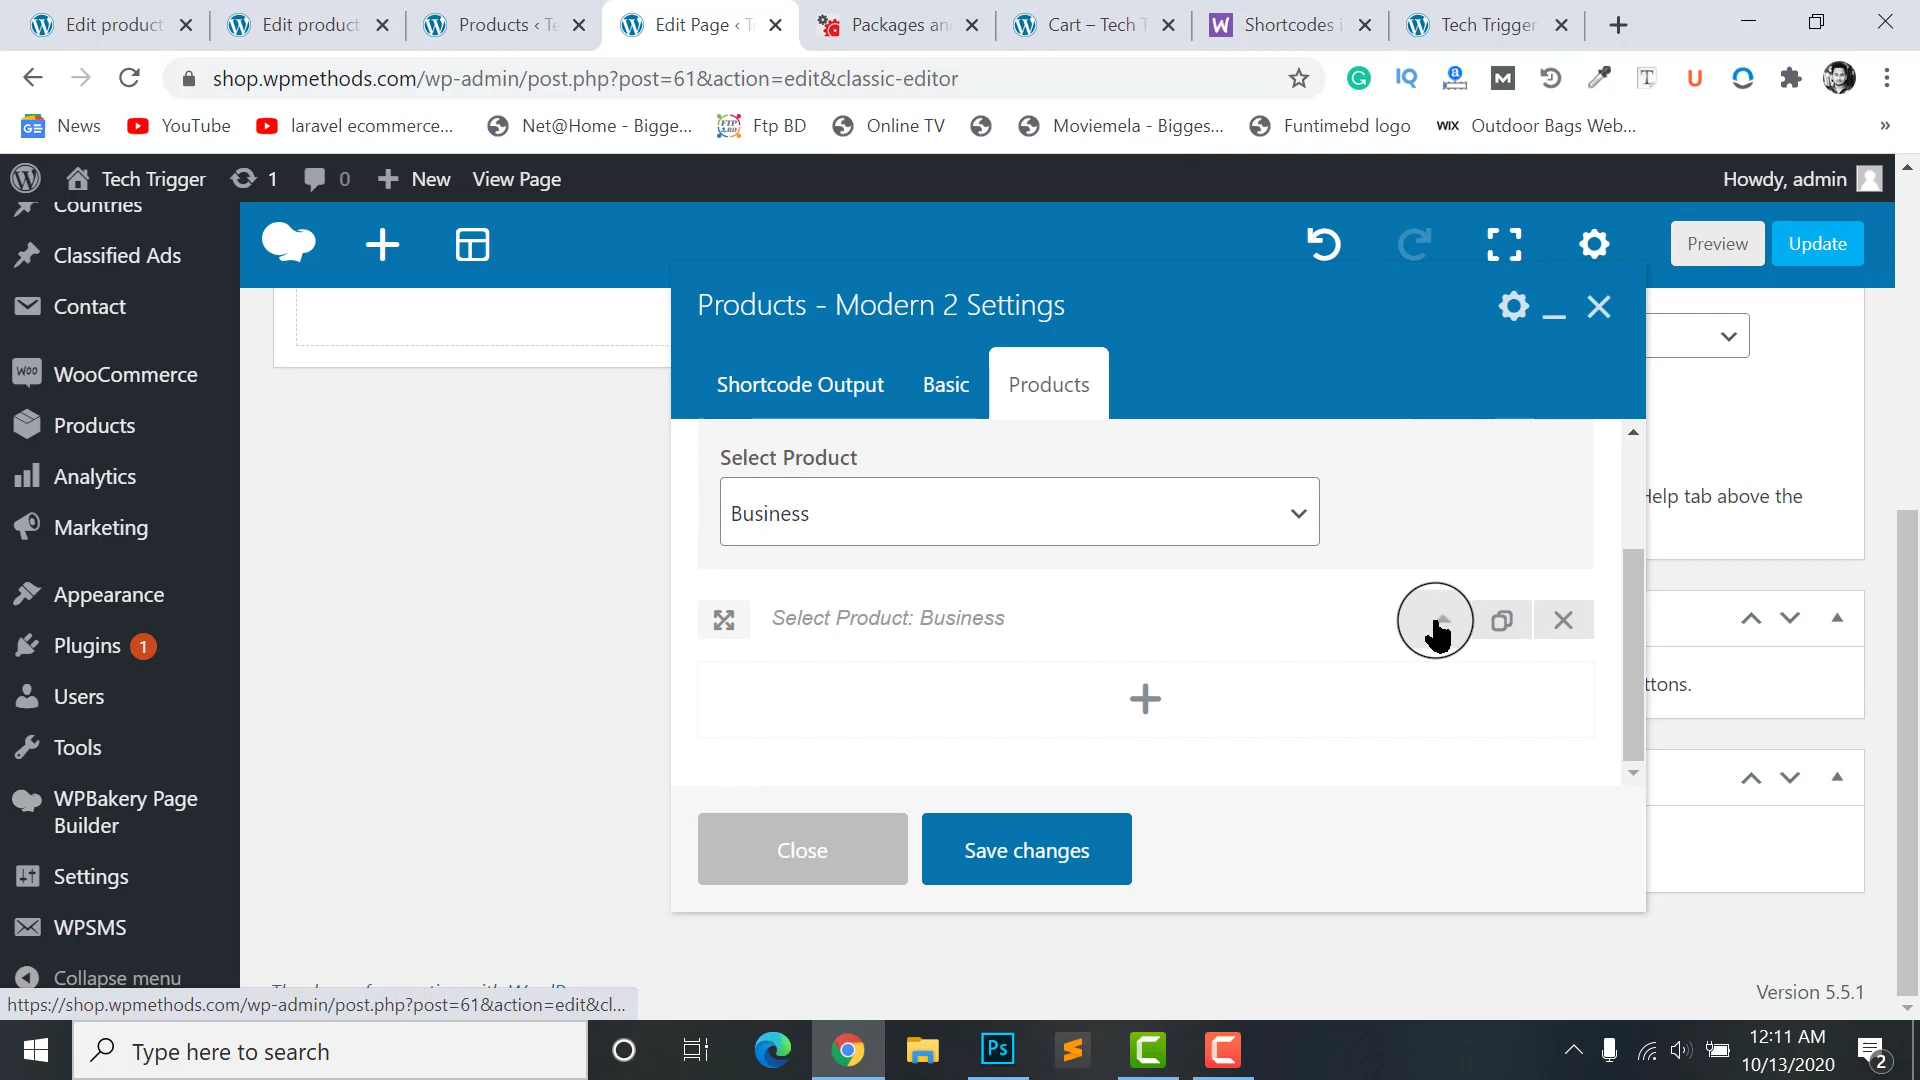 Edit product
Edit product
Products ‹ Te
Edit Page ‹ T
Packages an
Cart – Tech T
Shortcodes i
Tech Trigger
shop.wpmethods.com/wp-admin/post.php?post=61&action=edit&classic-editor
News
YouTube
laravel ecommerce...
Net@Home - Bigge...
Ftp BD
Online TV
Moviemela - Bigges...
Funtimebd logo
WIX Outdoor Bags Web...
»
Tech Trigger
1
0
New
View Page
Howdy, admin
Countries
Classified Ads
Contact
WooCommerce
Products
Analytics
Marketing
Appearance
Plugins 1
Users
Tools
WPBakery Page
Builder
Settings
WPSMS
Collapse menu
Preview
Update
Products - Modern 2 Settings
Shortcode Output
Basic
Products
Select Product
Business
Select Product: Business
Close
Save changes
Help tab above the
ttons.
Version 5.5.1
https://shop.wpmethods.com/wp-admin/post.php?post=61&action=edit&cl...
Type here to search
Ps
12:11 AM
10/13/2020
2